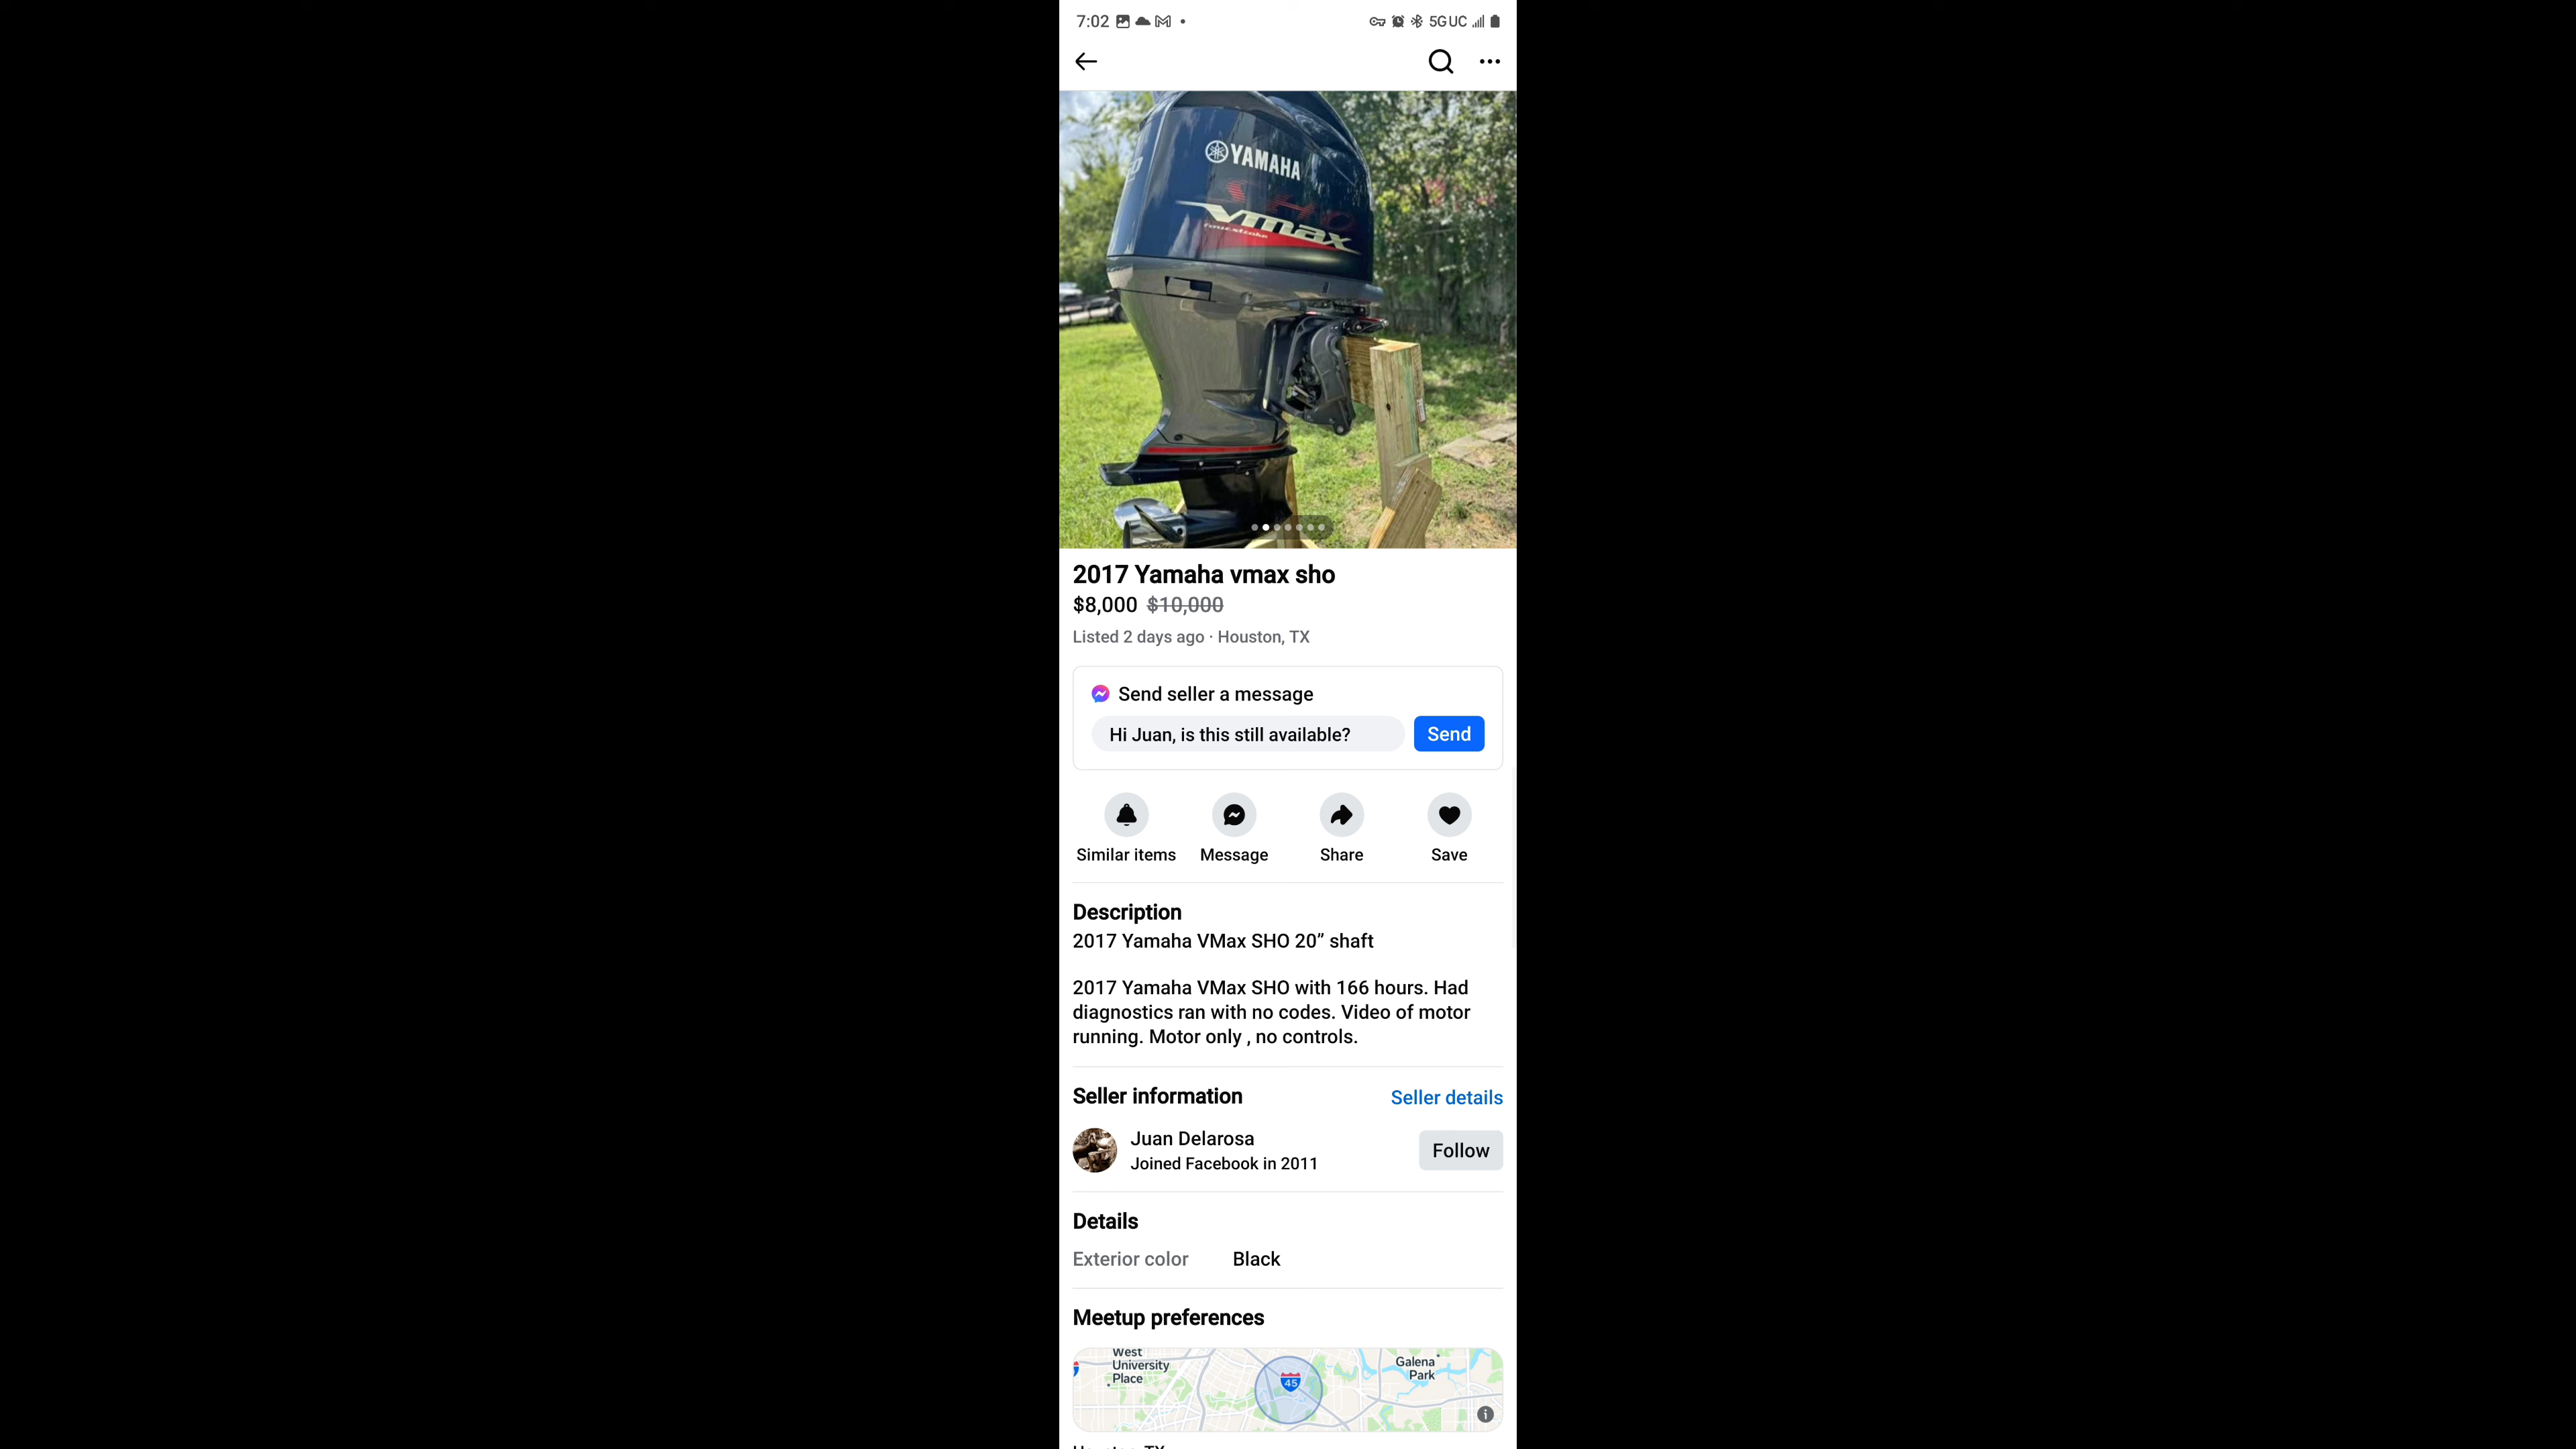 7:02
5G UC
YAMAHA
SHO
Vmax
four stroke
2017 Yamaha vmax sho
$8,000 $10,000
Listed 2 days ago · Houston, TX
Send seller a message
Hi Juan, is this still available?
Send
Similar items
Message
Share
Save
Description
2017 Yamaha VMax SHO 20” shaft
2017 Yamaha VMax SHO with 166 hours. Had
diagnostics ran with no codes. Video of motor
running. Motor only , no controls.
Seller information
Seller details
Juan Delarosa
Joined Facebook in 2011
Follow
Details
Exterior color Black
Meetup preferences
West
University
Place
45
Galena
Park